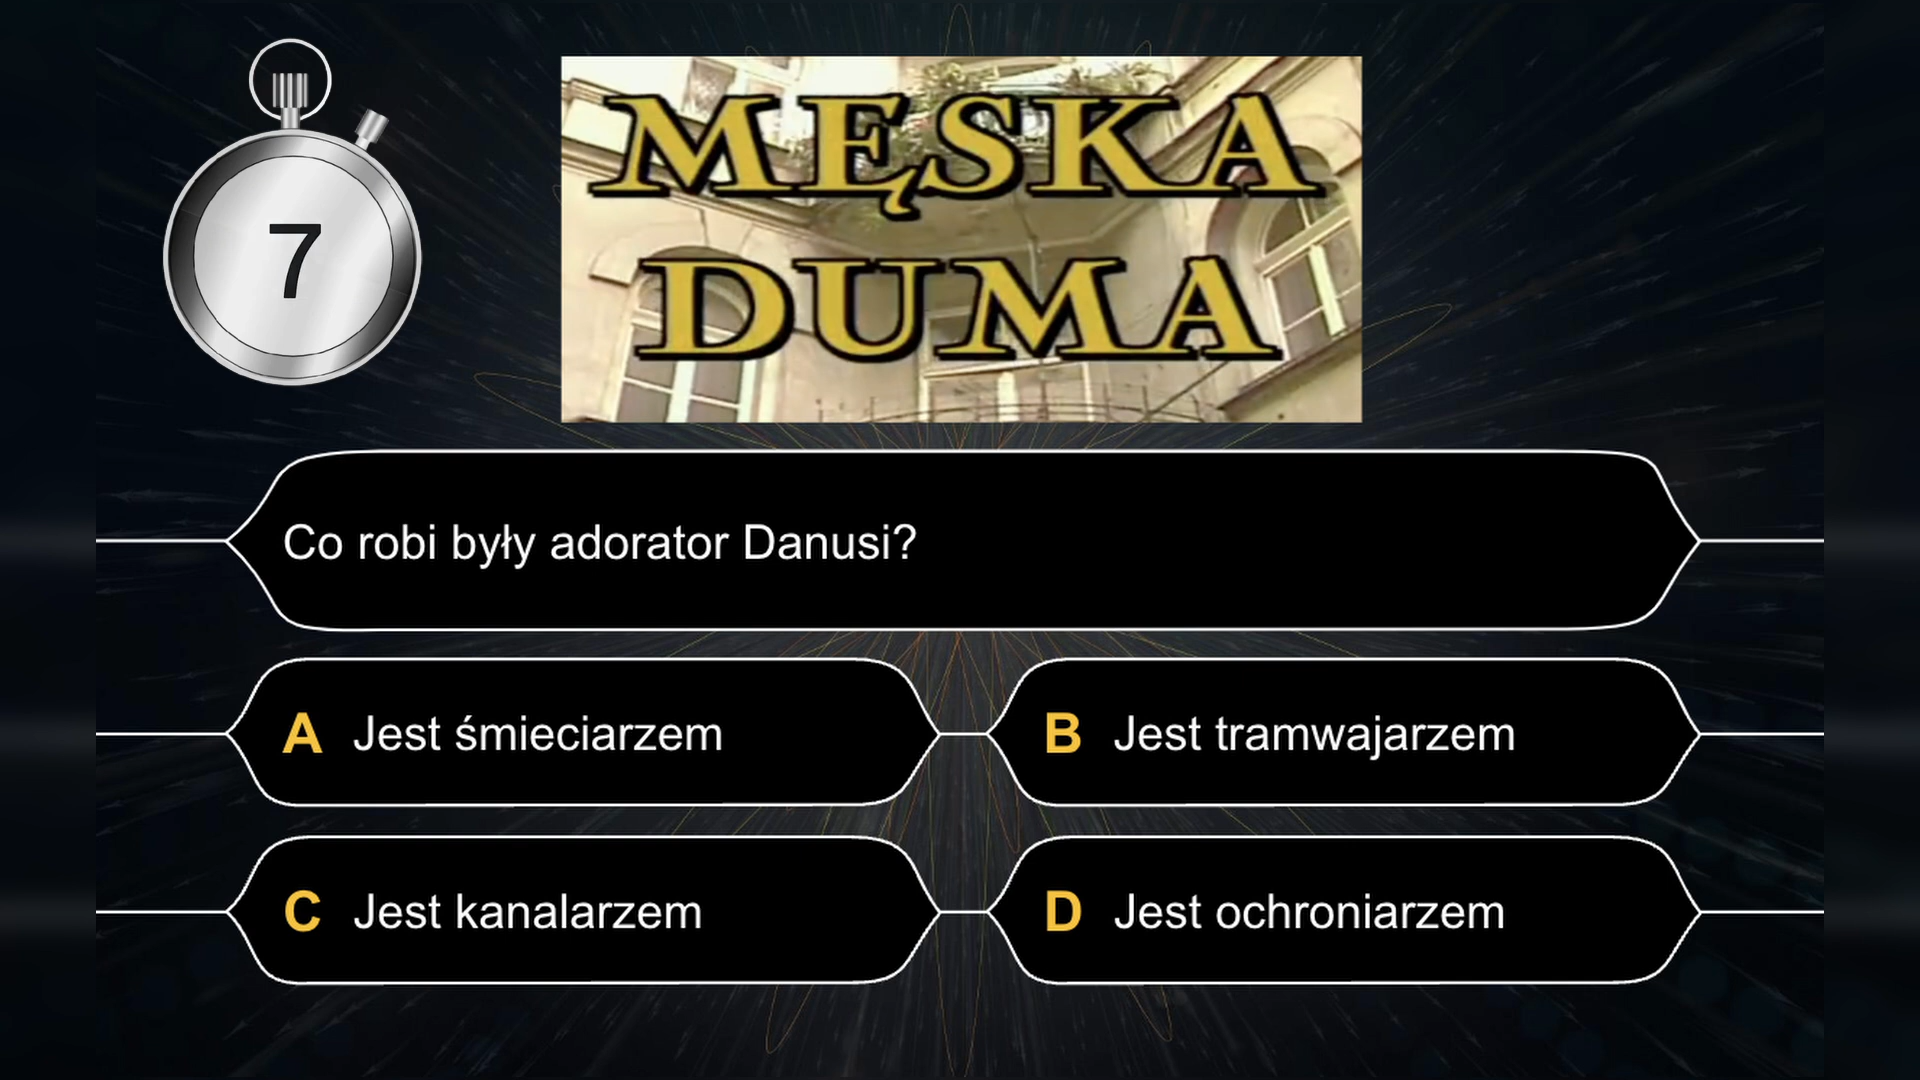 7
MĘSKA
DUMA
Co robi były adorator Danusi?
A Jest śmieciarzem
B Jest tramwajarzem
C Jest kanalarzem
D Jest ochroniarzem